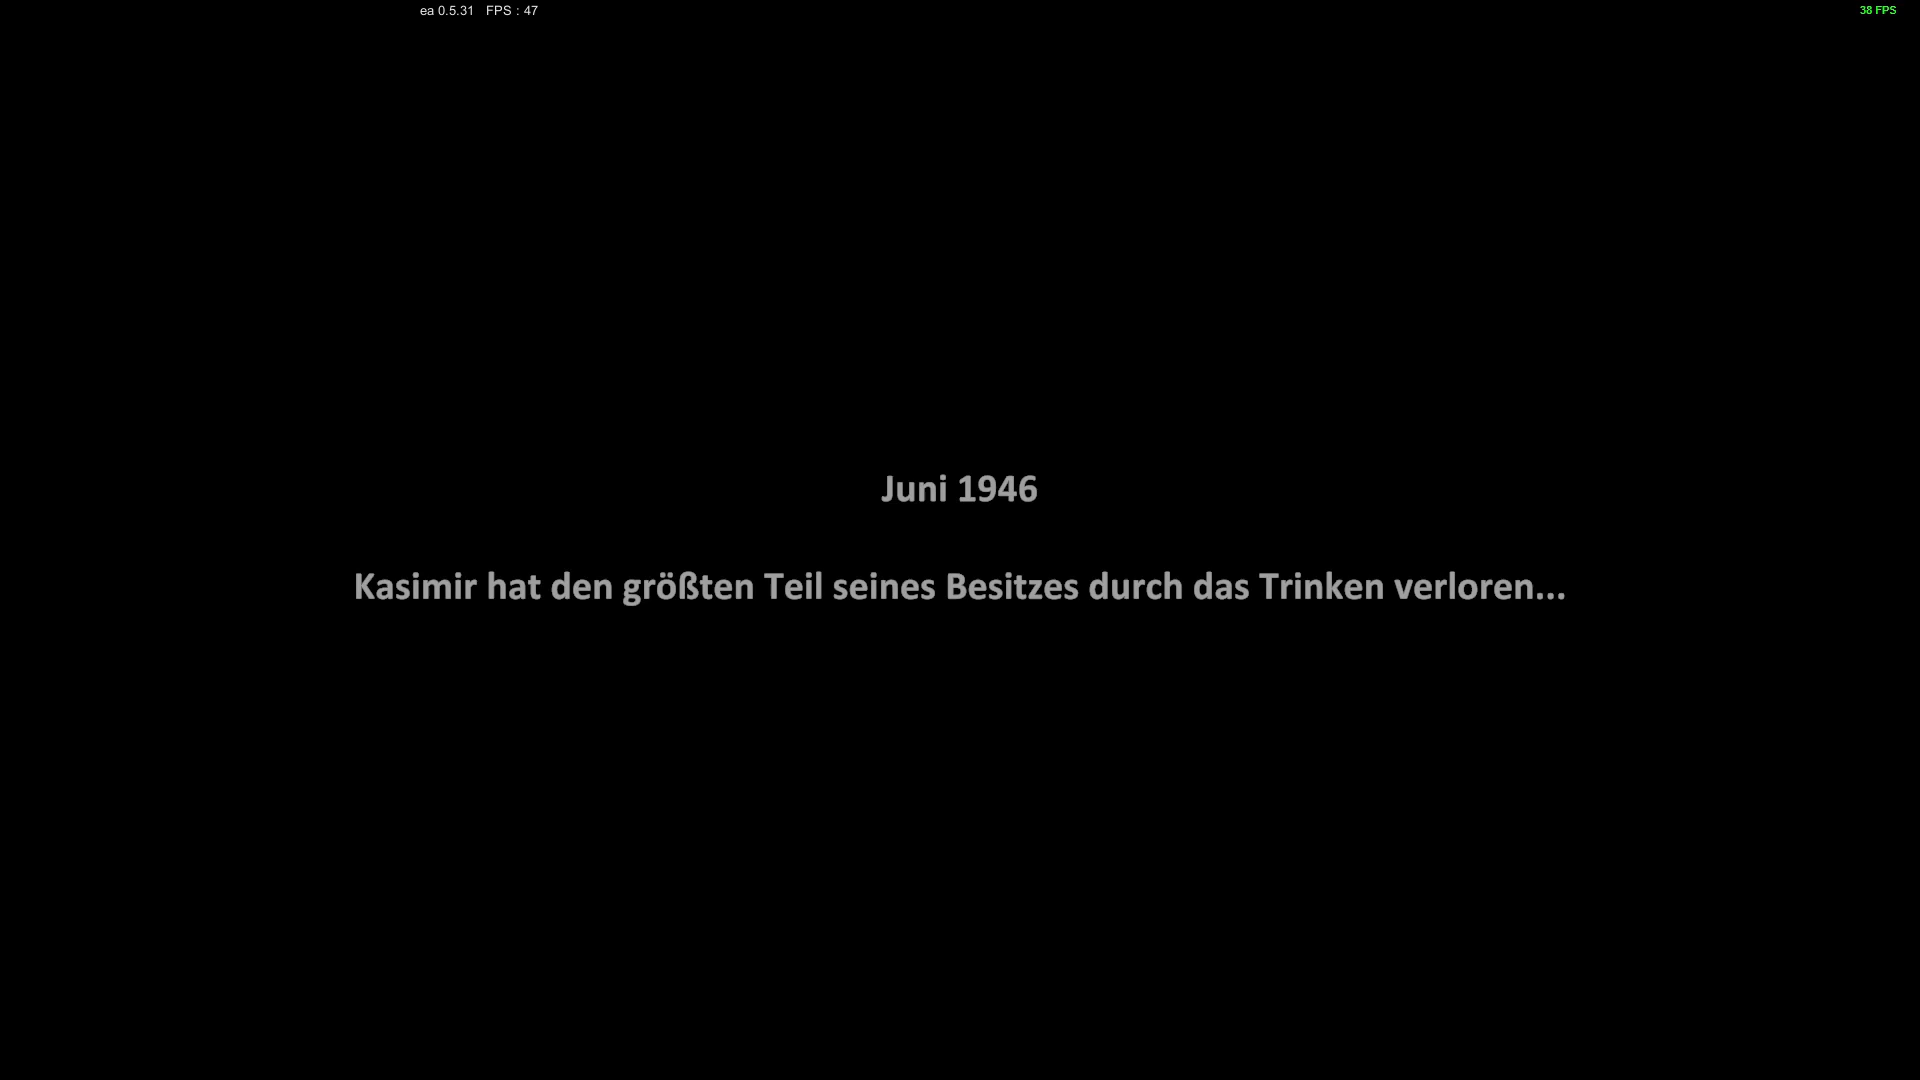 ea 0.5.31 FPS : 47
38 FPS
Juni 1946
Kasimir hat den größten Teil seines Besitzes durch das Trinken verloren...